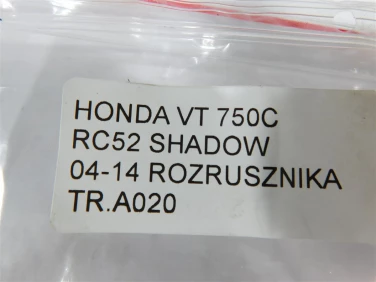 HONDA VT 750C
RC52 SHADOW
04-14 ROZRUSZNIKA
TR.A020